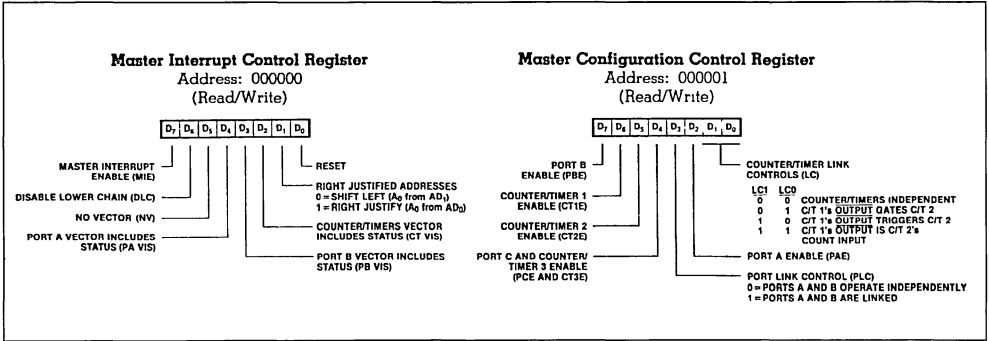 Master Interrupt Control Register
Address: 000000
(Read/Write)
D7 D6 D5 D4 D3 D2 D1 D0
MASTER INTERRUPT
ENABLE (MIE)
DISABLE LOWER CHAIN (DLC)
NO VECTOR (NV)
PORT A VECTOR INCLUDES
STATUS (PA VIS)
RESET
RIGHT JUSTIFIED ADDRESSES
0 = SHIFT LEFT (A0 from AD1)
1 = RIGHT JUSTIFY (A0 from AD0)
COUNTER/TIMERS VECTOR
INCLUDES STATUS (CT VIS)
PORT B VECTOR INCLUDES
STATUS (PB VIS)
Master Configuration Control Register
Address: 000001
(Read/Write)
D7 D6 D5 D4 D3 D2 D1 D0
PORT B
ENABLE (PBE)
COUNTER/TIMER 1
ENABLE (CT1E)
COUNTER/TIMER 2
ENABLE (CT2E)
PORT C AND COUNTER/
TIMER 3 ENABLE
(PCE AND CT3E)
COUNTER/TIMER LINK
CONTROLS (LC)
LC1 LC0
0 0 COUNTER/TIMERS INDEPENDENT
0 1 C/T 1's OUTPUT GATES C/T 2
1 0 C/T 1's OUTPUT TRIGGERS C/T 2
1 1 C/T 1's OUTPUT IS C/T 2's
COUNT INPUT
PORT A ENABLE (PAE)
PORT LINK CONTROL (PLC)
0 = PORTS A AND B OPERATE INDEPENDENTLY
1 = PORTS A AND B ARE LINKED